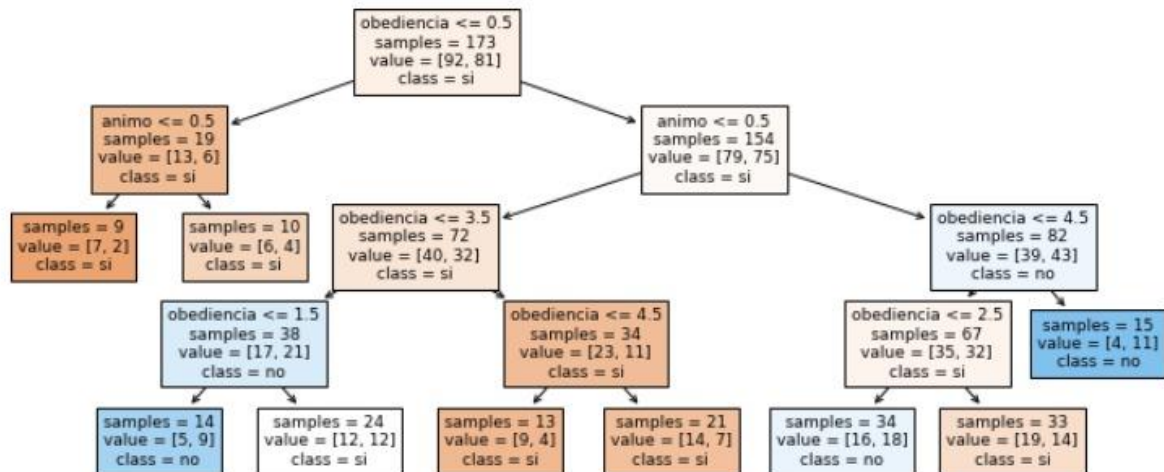 obediencia <= 0.5
samples = 173
value = [92, 81]
class = si
animo <= 0.5
samples = 19
value = [13, 6]
class = si
animo <= 0.5
samples = 154
value = [79, 75]
class = si
samples = 9
value = [7, 2]
class = si
samples = 10
value = [6, 4]
class = si
obediencia <= 3.5
samples = 72
value = [40, 32]
class = si
obediencia <= 4.5
samples = 82
value = [39, 43]
class = no
obediencia <= 1.5
samples = 38
value = [17, 21]
class = no
obediencia <= 4.5
samples = 34
value = [23, 11]
class = si
obediencia <= 2.5
samples = 67
value = [35, 32]
class = si
samples = 15
value = [4, 11]
class = no
samples = 14
value = [5, 9]
class = no
samples = 24
value = [12, 12]
class = si
samples = 13
value = [9, 4]
class = si
samples = 21
value = [14, 7]
class = si
samples = 34
value = [16, 18]
class = no
samples = 33
value = [19, 14]
class = si